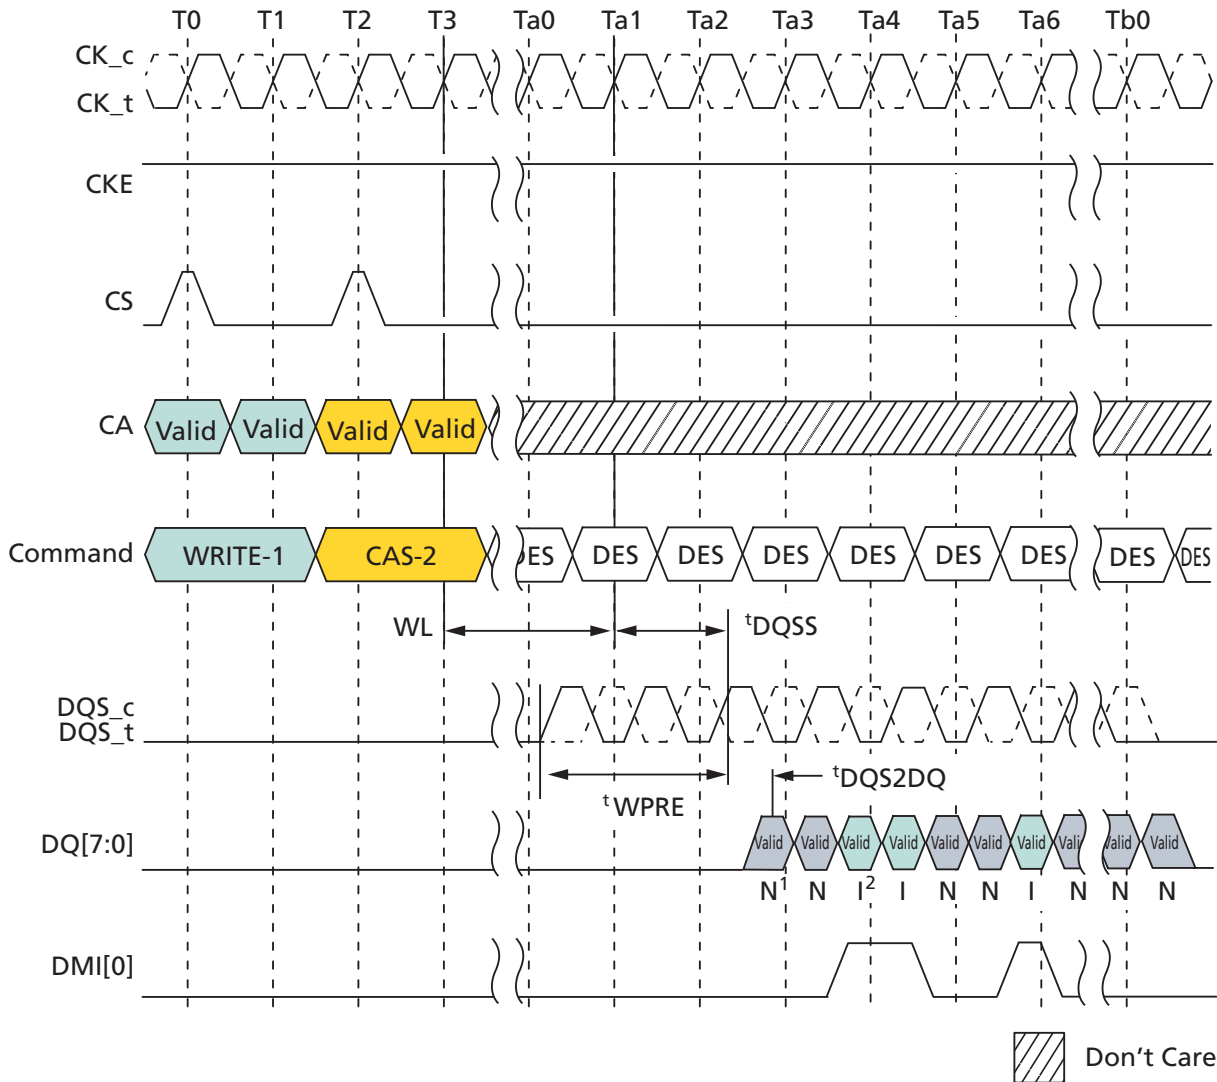 T0 T1 T2 T3 Ta0 Ta1 Ta2 Ta3 Ta4 Ta5 Ta6 Tb0
CK_c
CK_t
CKE
CS
CA Valid Valid Valid Valid
Command WRITE-1 CAS-2 DES DES DES DES DES DES DES DES DES
WL tDQSS
DQS_c
DQS_t
tDQS2DQ
tWPRE
DQ[7:0] Valid Valid Valid Valid Valid Valid Valid Vali Valid Valid
N1 N I2 I N N I N N N
DMI[0]
Don't Care